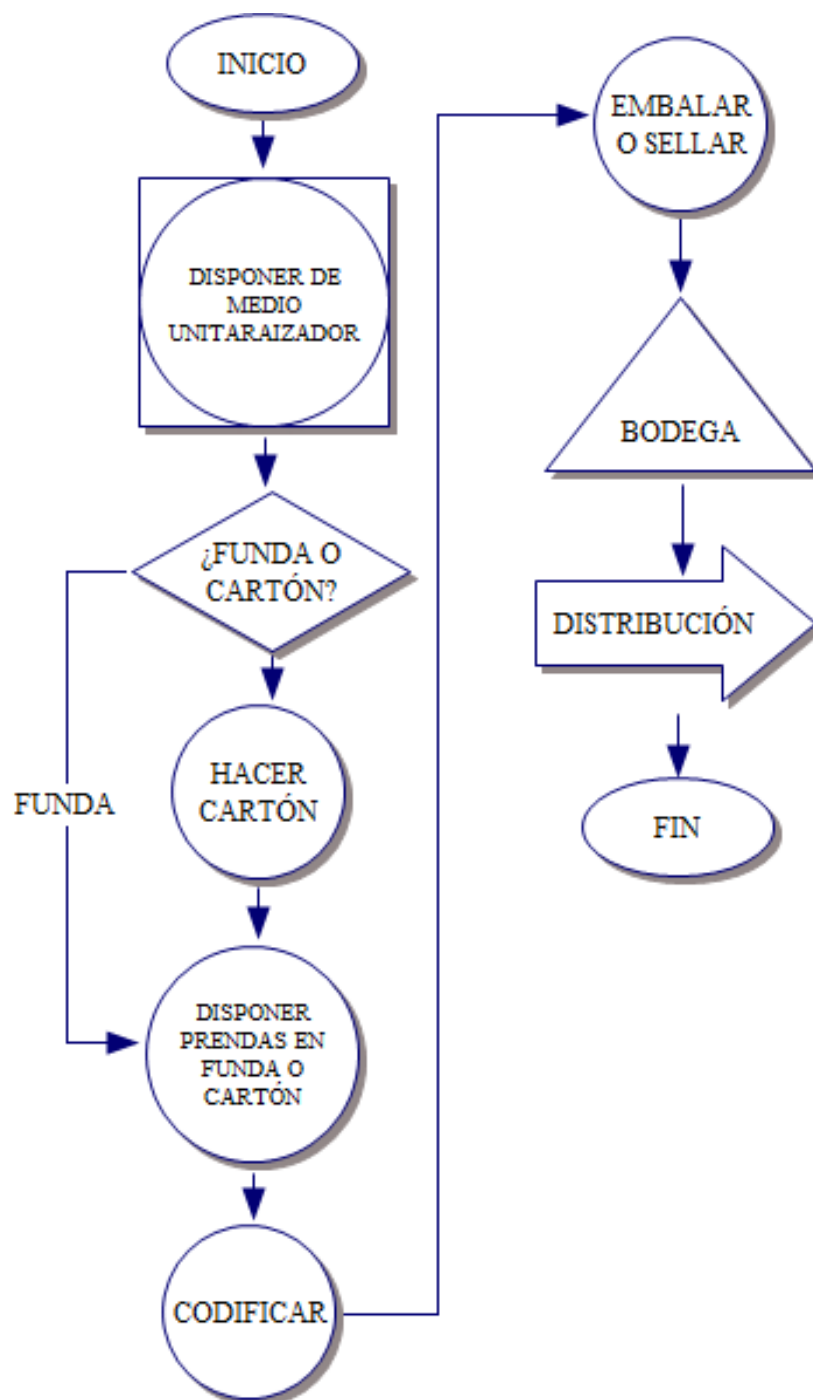 INICIO
DISPONER DE
MEDIO
UNITARAIZADOR
¿FUNDA O
CARTÓN?
FUNDA
HACER
CARTÓN
DISPONER
PRENDAS EN
FUNDA O
CARTÓN
CODIFICAR
EMBALAR
O SELLAR
BODEGA
DISTRIBUCIÓN
FIN